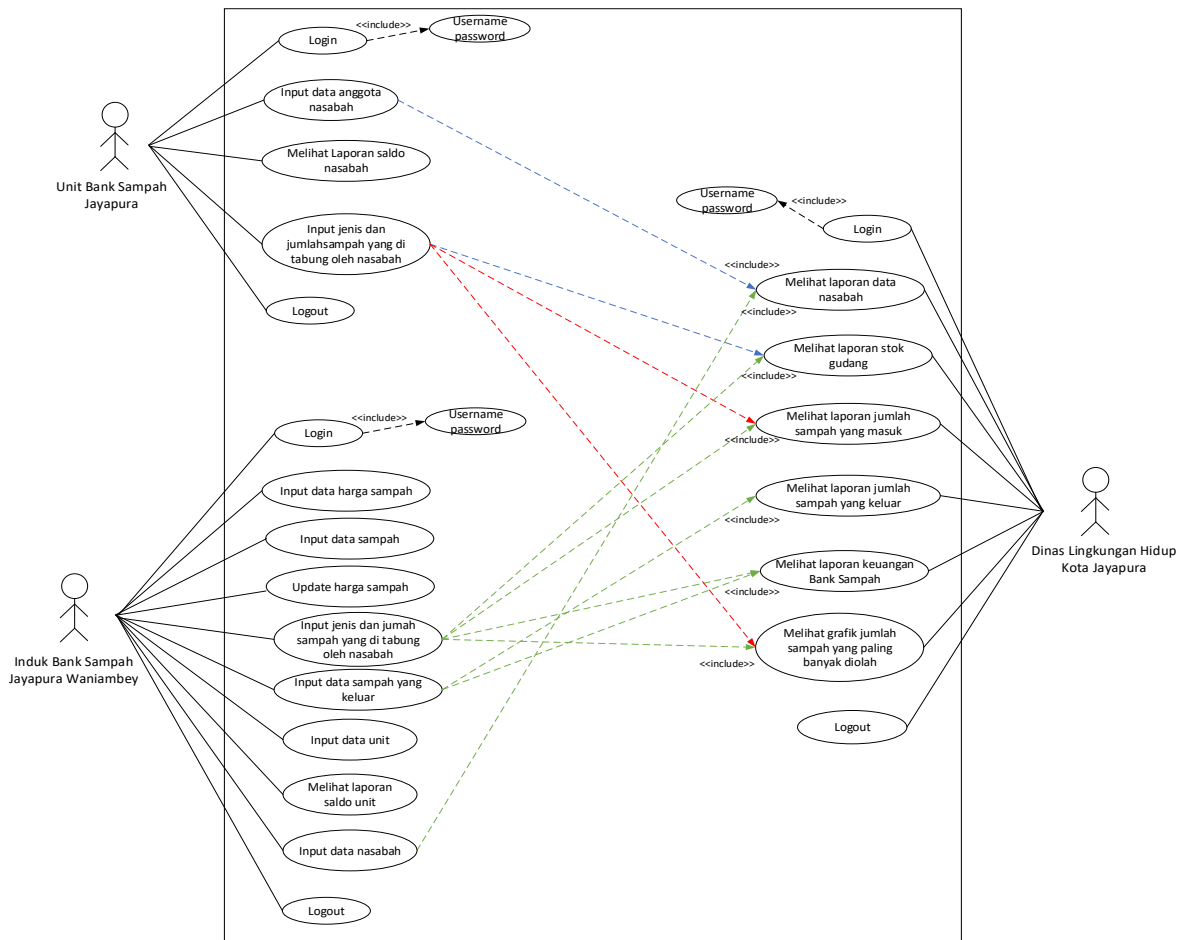 <<include>>
Username
password
Login
Input data anggota
nasabah
Melihat Laporan saldo
nasabah
Unit Bank Sampah
Jayapura
Input jenis dan
jumlahsampah yang di
tabung oleh nasabah
Logout
<<include>>
Username
password
Login
Input data harga sampah
Input data sampah
Update harga sampah
Input jenis dan jumah
sampah yang di tabung
oleh nasabah
Induk Bank Sampah
Jayapura Waniambey
Input data sampah yang
keluar
Input data unit
Melihat laporan
saldo unit
Input data nasabah
Logout
Username
password
<<include>>
Login
<<include>>
Melihat laporan data
nasabah
<<include>>
Melihat laporan stok
gudang
<<include>>
Melihat laporan jumlah
sampah yang masuk
<<include>>
Melihat laporan jumlah
sampah yang keluar
<<include>>
Melihat laporan keuangan
Bank Sampah
<<include>>
Melihat grafik jumlah
sampah yang paling
banyak diolah
<<include>>
Logout
Dinas Lingkungan Hidup
Kota Jayapura